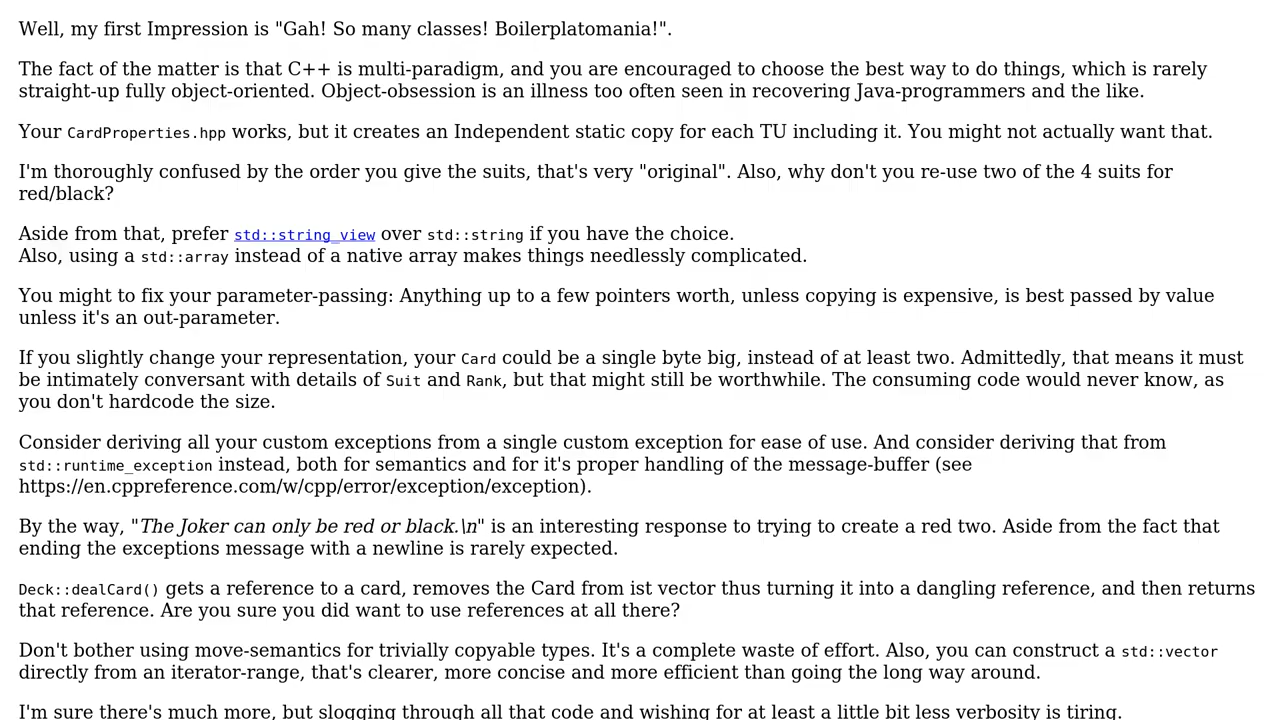 Well, my first Impression is "Gah! So many classes! Boilerplatomania!".
The fact of the matter is that C++ is multi-paradigm, and you are encouraged to choose the best way to do things, which is rarely
straight-up fully object-oriented. Object-obsession is an illness too often seen in recovering Java-programmers and the like.
Your CardProperties.hpp works, but it creates an Independent static copy for each TU including it. You might not actually want that.
I'm thoroughly confused by the order you give the suits, that's very "original". Also, why don't you re-use two of the 4 suits for
red/black?
Aside from that, prefer std::string_view over std::string if you have the choice.
Also, using a std::array instead of a native array makes things needlessly complicated.
You might to fix your parameter-passing: Anything up to a few pointers worth, unless copying is expensive, is best passed by value
unless it's an out-parameter.
If you slightly change your representation, your Card could be a single byte big, instead of at least two. Admittedly, that means it must
be intimately conversant with details of Suit and Rank, but that might still be worthwhile. The consuming code would never know, as
you don't hardcode the size.
Consider deriving all your custom exceptions from a single custom exception for ease of use. And consider deriving that from
std::runtime_exception instead, both for semantics and for it's proper handling of the message-buffer (see
https://en.cppreference.com/w/cpp/error/exception/exception).
By the way, "The Joker can only be red or black.\n" is an interesting response to trying to create a red two. Aside from the fact that
ending the exceptions message with a newline is rarely expected.
Deck::dealCard() gets a reference to a card, removes the Card from ist vector thus turning it into a dangling reference, and then returns
that reference. Are you sure you did want to use references at all there?
Don't bother using move-semantics for trivially copyable types. It's a complete waste of effort. Also, you can construct a std::vector
directly from an iterator-range, that's clearer, more concise and more efficient than going the long way around.
I'm sure there's much more, but slogging through all that code and wishing for at least a little bit less verbosity is tiring.